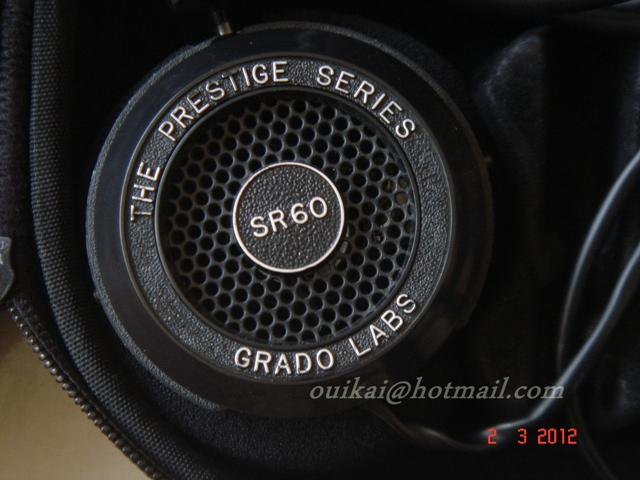 THE PRESTIGE SERIES
SR60
GRADO LABS
ouikai@hotmail.com
2 3 2012